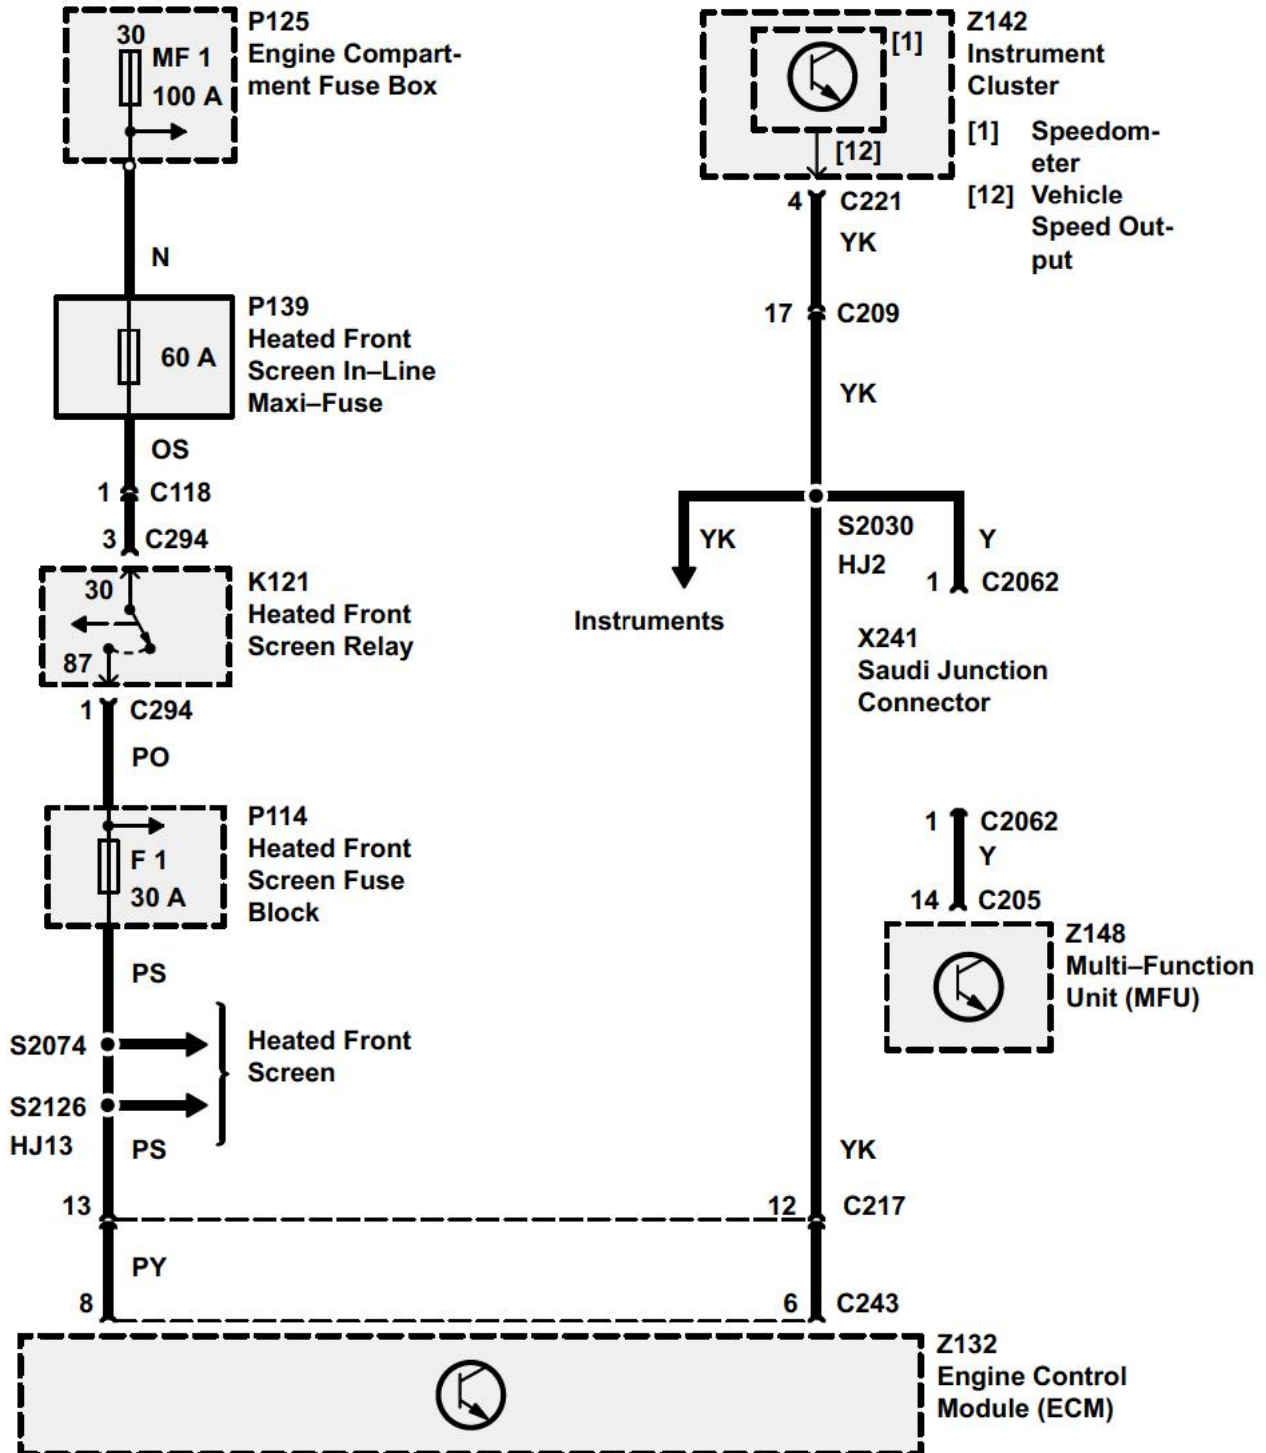 30
MF 1
100 A
P125
Engine Compart-
ment Fuse Box
N
P139
Heated Front
Screen In–Line
Maxi–Fuse
60 A
OS
1 C118
3 C294
30
87
K121
Heated Front
Screen Relay
1 C294
PO
F 1
30 A
P114
Heated Front
Screen Fuse
Block
PS
S2074
S2126
HJ13
Heated Front
Screen
PS
13
PY
8
[1]
[12]
Z142
Instrument
Cluster
[1] Speedom-
eter
[12] Vehicle
Speed Out-
put
4 C221
YK
17 C209
YK
YK
Instruments
S2030
HJ2
Y
1 C2062
X241
Saudi Junction
Connector
1 C2062
Y
14 C205
Z148
Multi–Function
Unit (MFU)
YK
12 C217
6 C243
Z132
Engine Control
Module (ECM)